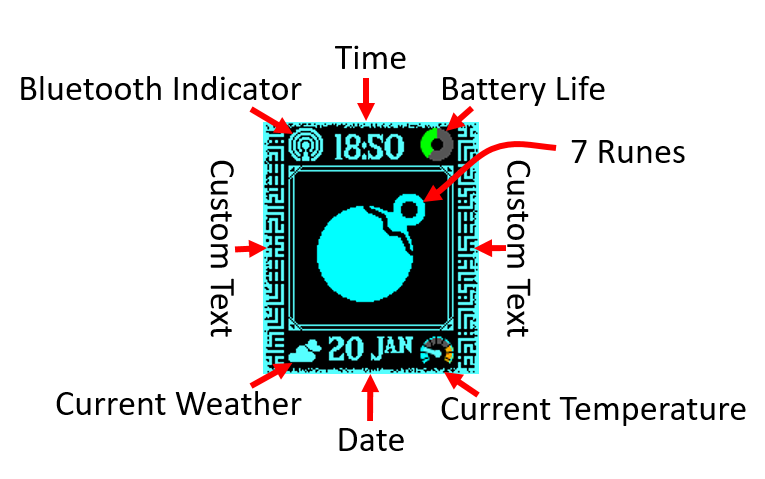 Time
Bluetooth Indicator
Battery Life
18:50
7 Runes
Custom Text
Custom Text
20 JAN
Current Weather
Current Temperature
Date